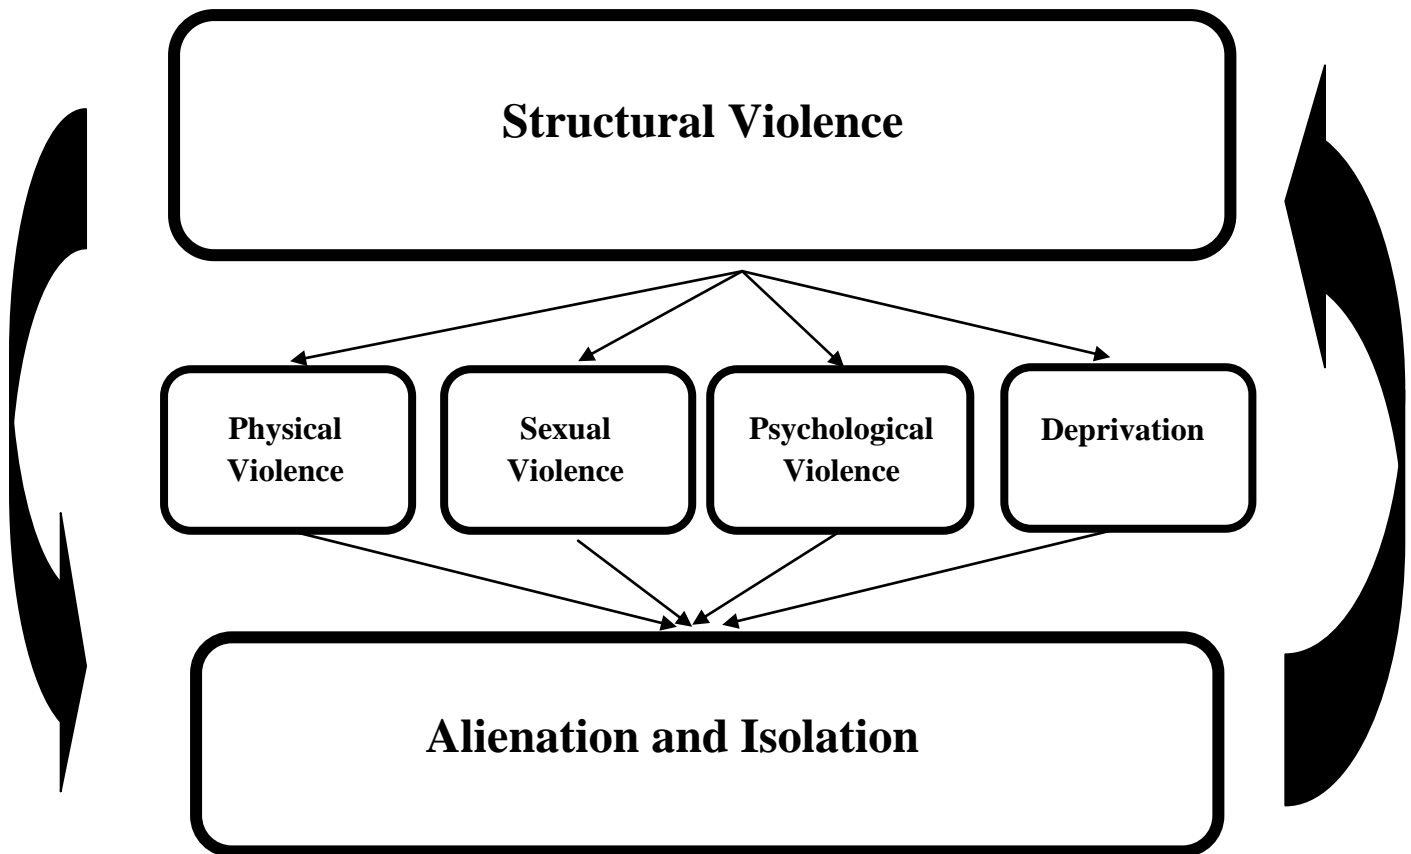 Structural Violence
Physical
Violence
Sexual
Violence
Psychological
Violence
Deprivation
Alienation and Isolation